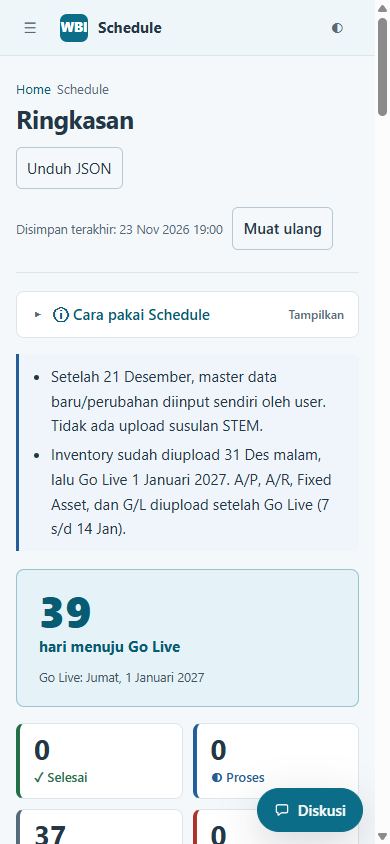 WBI Schedule
Home Schedule
Ringkasan
Unduh JSON
Disimpan terakhir: 23 Nov 2026 19:00 Muat ulang
Cara pakai Schedule Tampilkan
Setelah 21 Desember, master data
baru/perubahan diinput sendiri oleh user.
Tidak ada upload susulan STEM.
Inventory sudah diupload 31 Des malam,
lalu Go Live 1 Januari 2027. A/P, A/R, Fixed
Asset, dan G/L diupload setelah Go Live (7
s/d 14 Jan).
39
hari menuju Go Live
Go Live: Jumat, 1 Januari 2027
0
✓ Selesai
0
Proses
37
0
Diskusi